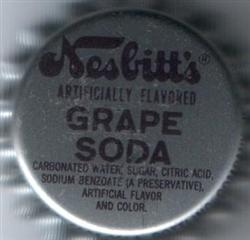 Nesbitt's®
ARTIFICIALLY FLAVORED
GRAPE
SODA
CARBONATED WATER, SUGAR, CITRIC ACID,
SODIUM BENZOATE (A PRESERVATIVE),
ARTIFICIAL FLAVOR
AND COLOR.